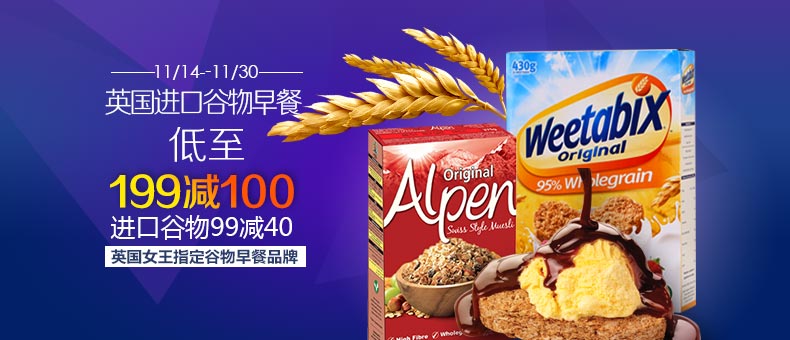 11/14--11/30
英国进口谷物早餐
低至
199减100
进口谷物99减40
英国女王指定谷物早餐品牌
Alpen
Original
Alpen
Swiss Style Muesli
High Fibre
430g
Weetabix
Original
95% Wholegrain